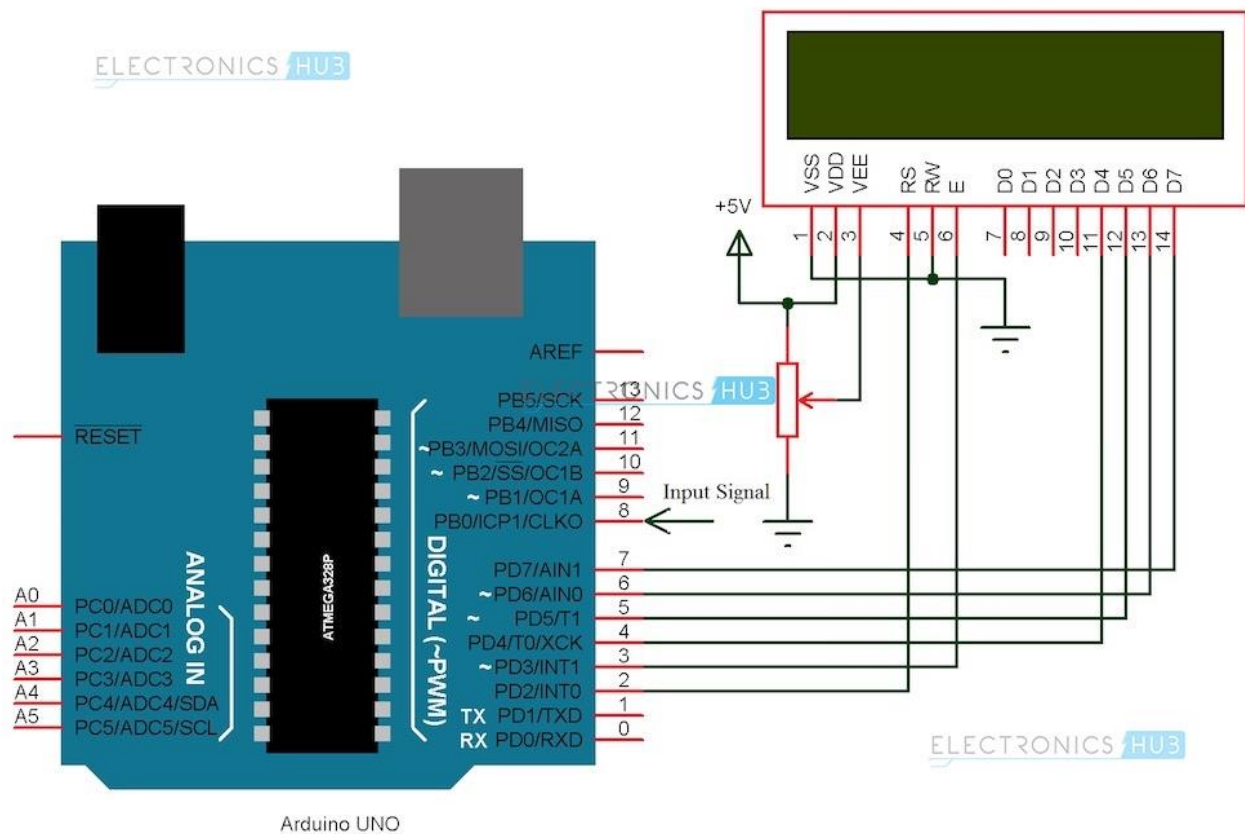 ELECTRONICS HUB
VSS
VDD
VEE
RS
RW
E
D0
D1
D2
D3
D4
D5
D6
D7
+5V
1
2
3
4
5
6
7
8
9
10
11
12
13
14
AREF
ELECTRONICS HUB
PB5/SCK 13
PB4/MISO 12
~PB3/MOSI/OC2A 11
~ PB2/SS/OC1B 10
~ PB1/OC1A 9
PB0/ICP1/CLKO 8
Input Signal
RESET
ATMEGA328P
DIGITAL (~PWM)
ANALOG IN
PD7/AIN1 7
~PD6/AIN0 6
~ PD5/T1 5
PD4/T0/XCK 4
~PD3/INT1 3
PD2/INT0 2
TX PD1/TXD 1
RX PD0/RXD 0
A0 PC0/ADC0
A1 PC1/ADC1
A2 PC2/ADC2
A3 PC3/ADC3
A4 PC4/ADC4/SDA
A5 PC5/ADC5/SCL
ELECTRONICS HUB
Arduino UNO